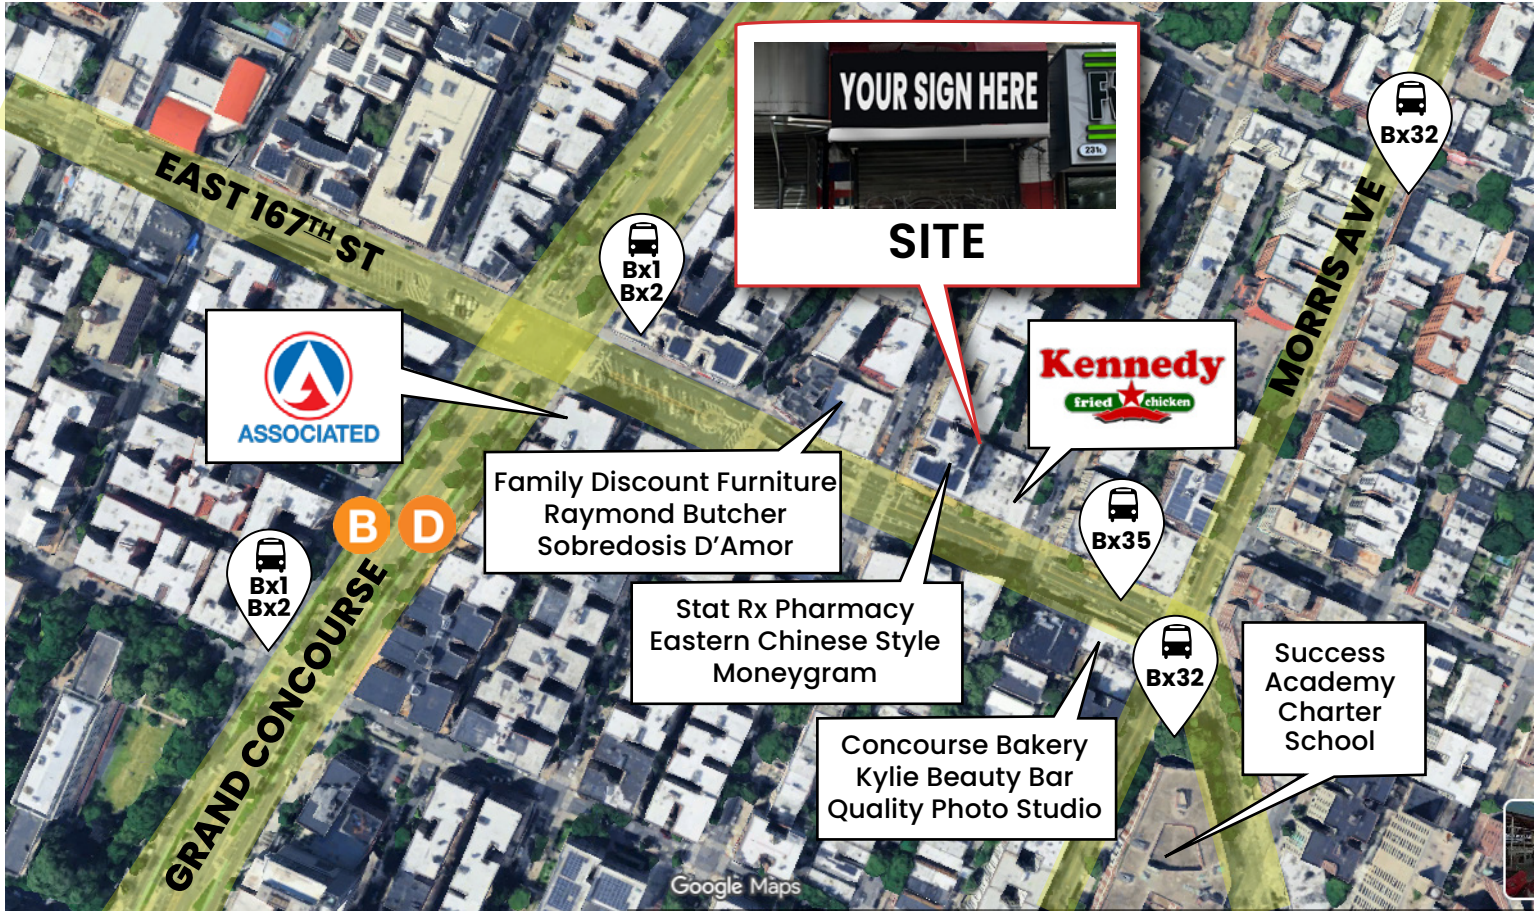 YOUR SIGN HERE
231
SITE
Bx32
EAST 167TH ST
Bx1
Bx2
MORRIS AVE
ASSOCIATED
Kennedy
fried chicken
Family Discount Furniture
Raymond Butcher
Sobredosis D’Amor
B D
Bx35
Bx1
Bx2
GRAND CONCOURSE
Stat Rx Pharmacy
Eastern Chinese Style
Moneygram
Bx32
Success
Academy
Charter
School
Concourse Bakery
Kylie Beauty Bar
Quality Photo Studio
Google Maps